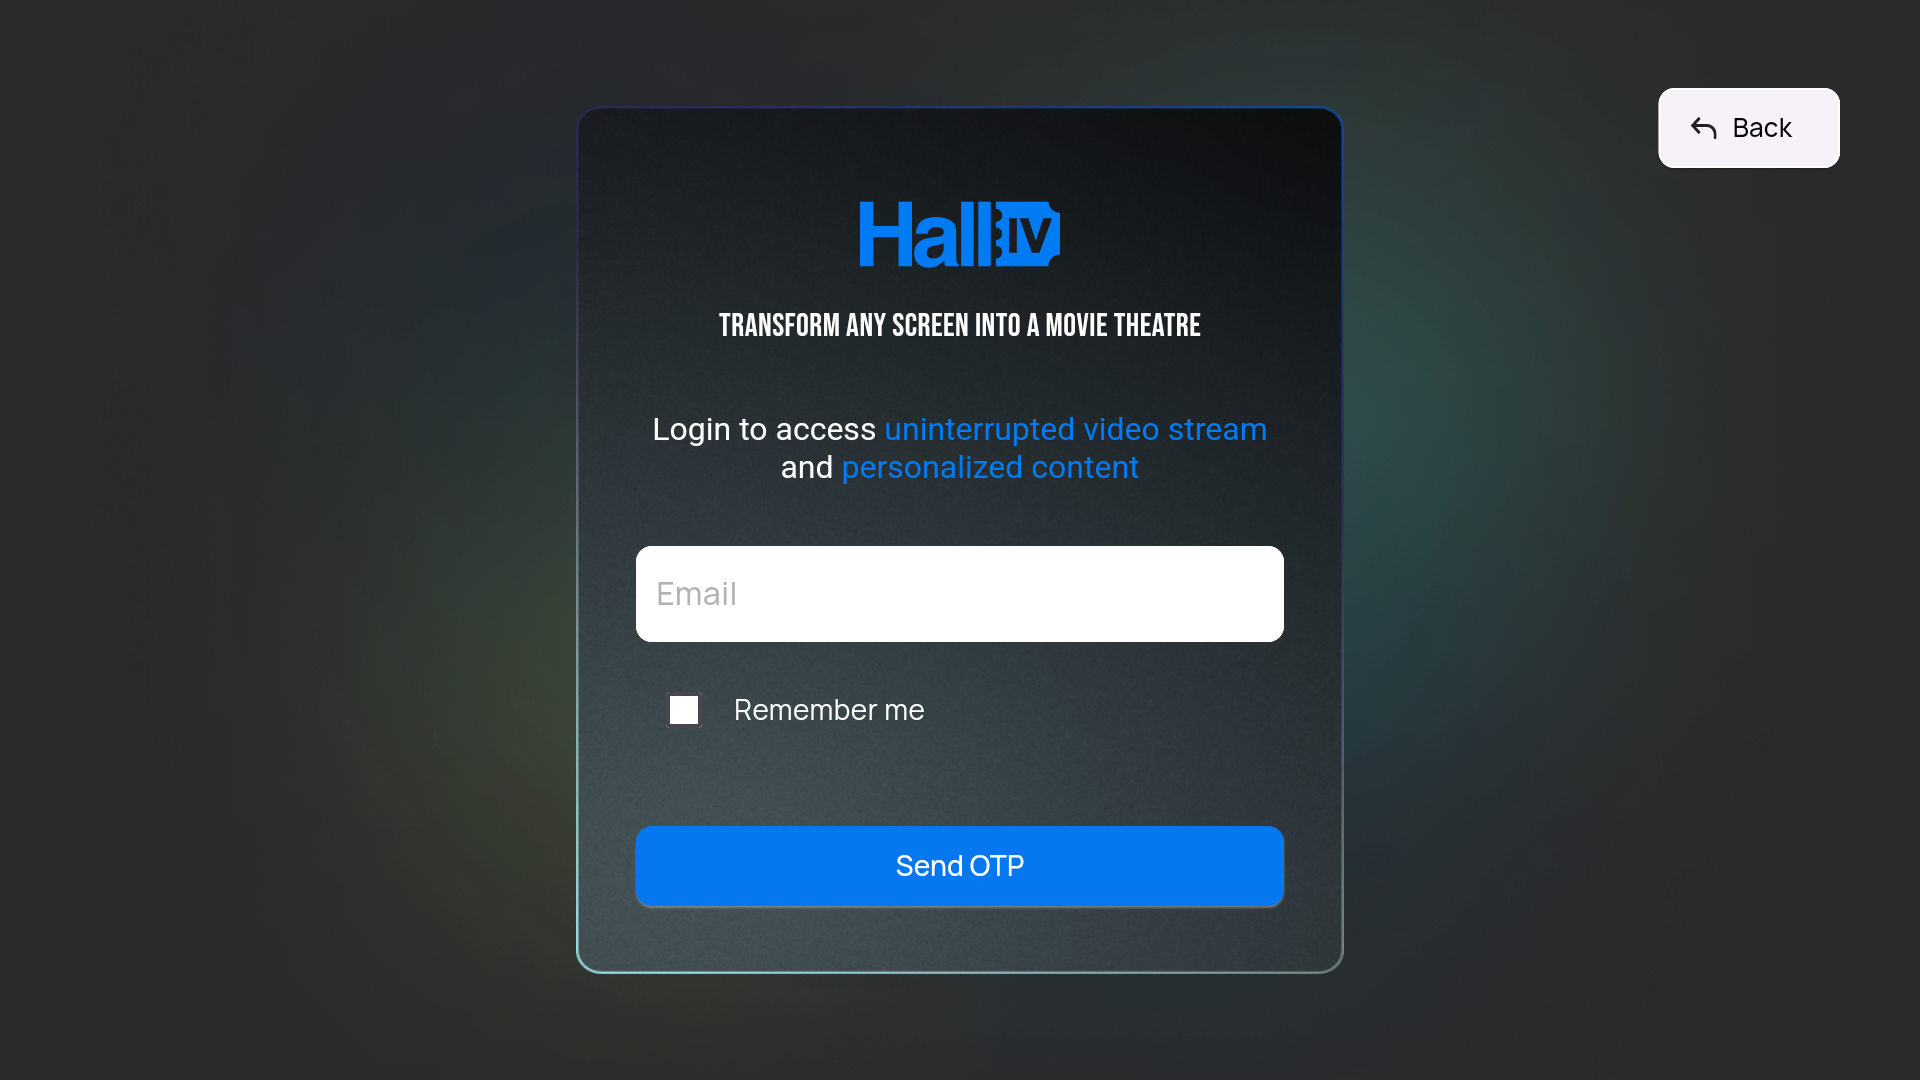 Back
HallIV
TRANSFORM ANY SCREEN INTO A MOVIE THEATRE
Login to access uninterrupted video stream
and personalized content
Email
Remember me
Send OTP